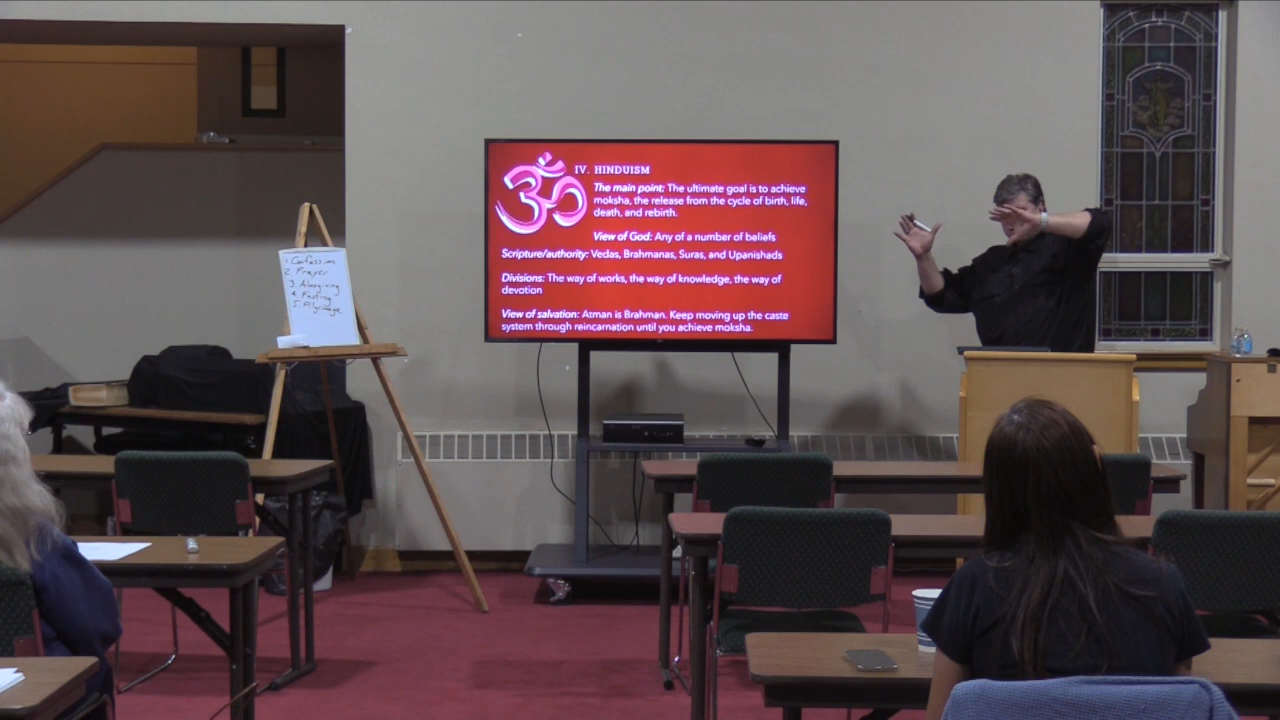 ॐ
IV. HINDUISM
The main point: The ultimate goal is to achieve
moksha, the release from the cycle of birth, life,
death, and rebirth.
View of God: Any of a number of beliefs
Scripture/authority: Vedas, Brahmanas, Suras, and Upanishads
Divisions: The way of works, the way of knowledge, the way of
devotion
View of salvation: Atman is Brahman. Keep moving up the caste
system through reincarnation until you achieve moksha.
1. Confession
2. Prayer
3. Almsgiving
4. Fasting
5. Pilgrimage